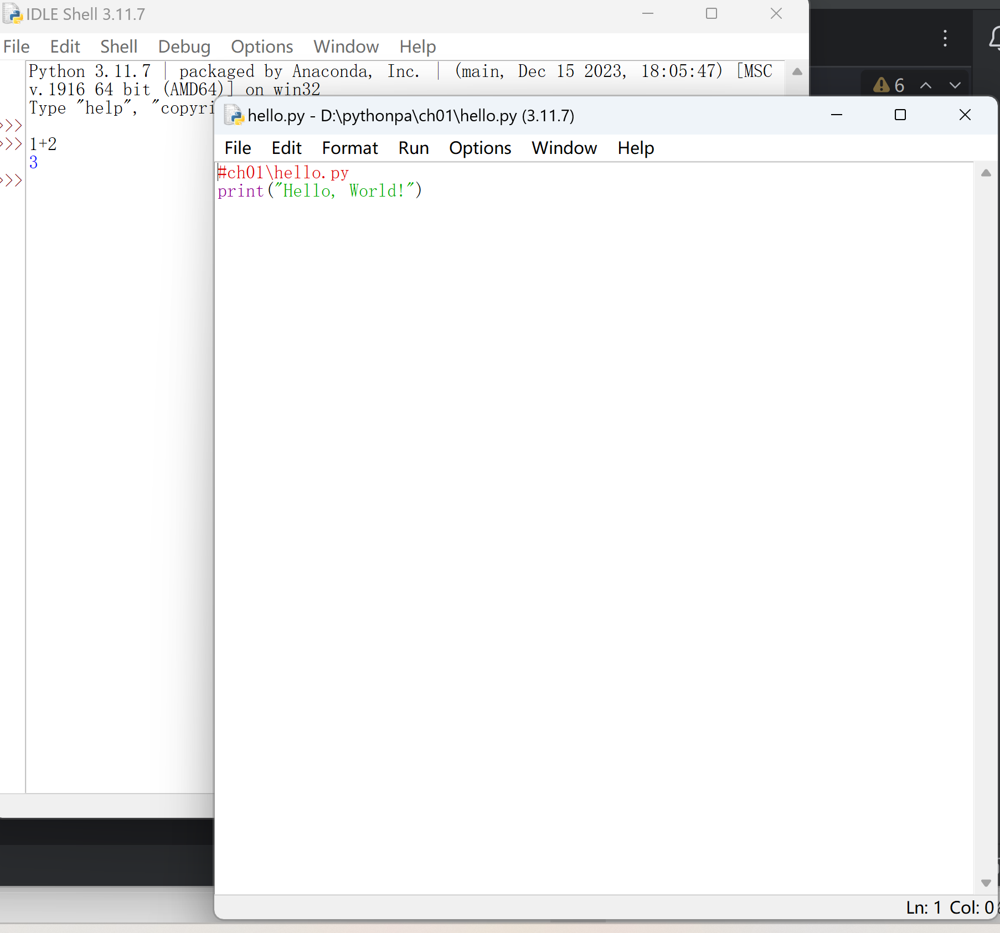 IDLE Shell 3.11.7
File Edit Shell Debug Options Window Help
Python 3.11.7 | packaged by Anaconda, Inc. | (main, Dec 15 2023, 18:05:47) [MSC
v.1916 64 bit (AMD64)] on win32
Type "help", "copyri
>>>
>>> 1+2
3
>>>
6
hello.py - D:\pythonpa\ch01\hello.py (3.11.7)
File Edit Format Run Options Window Help
#ch01\hello.py
print("Hello, World!")
Ln: 1 Col: 0